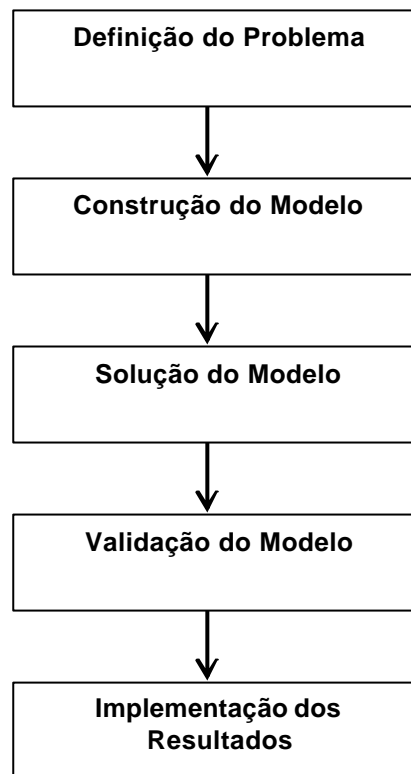 Definição do Problema
Construção do Modelo
Solução do Modelo
Validação do Modelo
Implementação dos
Resultados